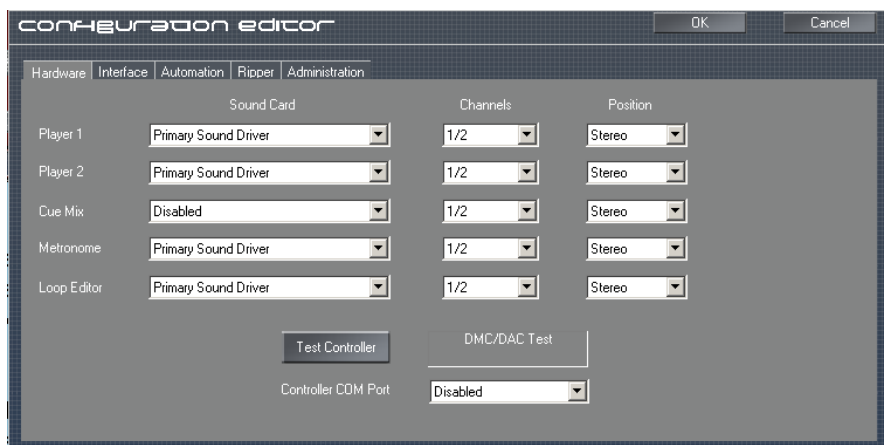 configuration editor OK Cancel
Hardware Interface Automation Ripper Administration
Sound Card Channels Position
Player 1 Primary Sound Driver 1/2 Stereo
Player 2 Primary Sound Driver 1/2 Stereo
Cue Mix Disabled 1/2 Stereo
Metronome Primary Sound Driver 1/2 Stereo
Loop Editor Primary Sound Driver 1/2 Stereo
Test Controller DMC/DAC Test
Controller COM Port Disabled